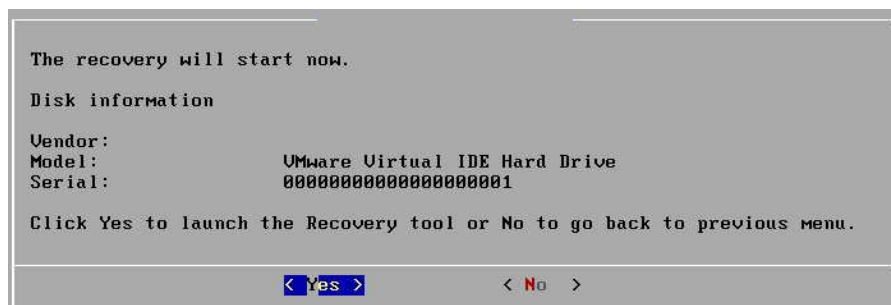 The recovery will start now.
Disk information
Vendor:
Model: VMware Virtual IDE Hard Drive
Serial: 00000000000000000001
Click Yes to launch the Recovery tool or No to go back to previous menu.
< Yes > < No >